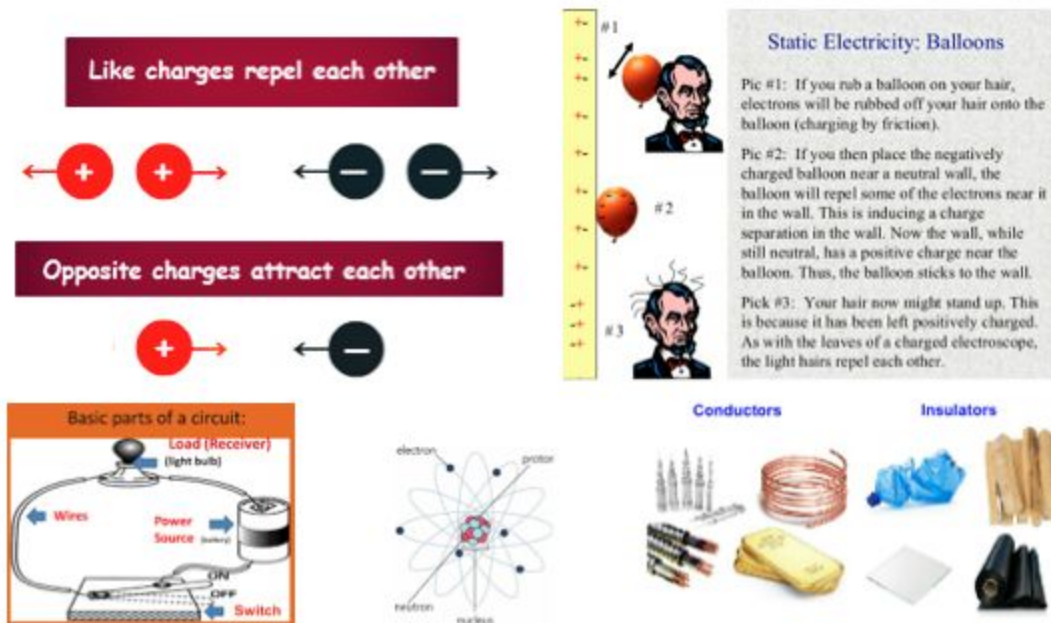 Like charges repel each other
+ +
− −
Opposite charges attract each other
+ −
#1
#2
#3
Static Electricity: Balloons
Pic #1: If you rub a balloon on your hair,
electrons will be rubbed off your hair onto the
balloon (charging by friction).
Pic #2: If you then place the negatively
charged balloon near a neutral wall, the
balloon will repel some of the electrons near it
in the wall. This is inducing a charge
separation in the wall. Now the wall, while
still neutral, has a positive charge near the
balloon. Thus, the balloon sticks to the wall.
Pick #3: Your hair now might stand up. This
is because it has been left positively charged.
As with the leaves of a charged electroscope,
the light hairs repel each other.
Basic parts of a circuit:
Load (Receiver)
(light bulb)
Wires
Power
Source (battery)
ON
OFF
Switch
electron
proton
neutron
nucleus
Conductors
Insulators